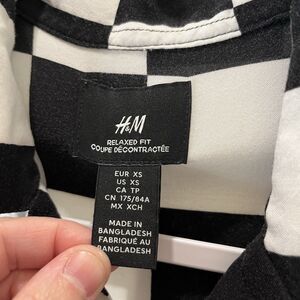 H&M
RELAXED FIT
COUPE DÉCONTRACTÉE
EUR XS
US XS
CA TP
CN 175/84A
MX XCH
MADE IN
BANGLADESH
FABRIQUÉ AU
BANGLADESH